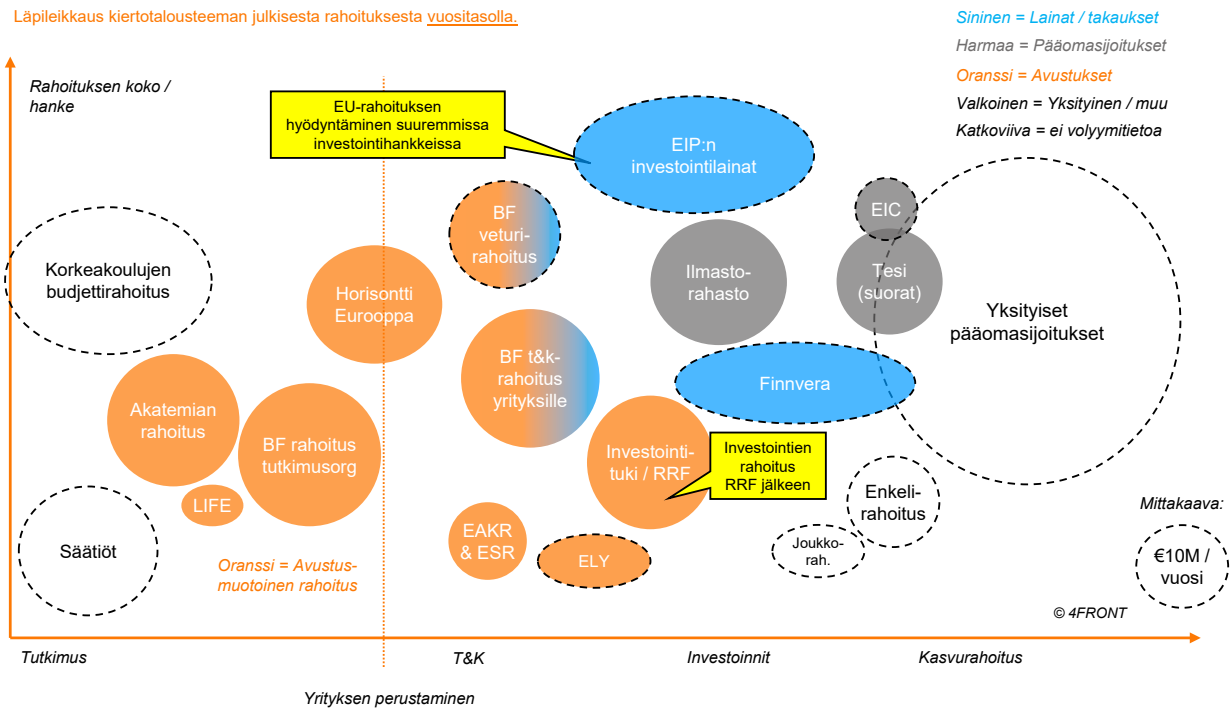 Läpileikkaus kiertotalousteeman julkisesta rahoituksesta vuositasolla.
Sininen = Lainat / takaukset
Harmaa = Pääomasijoitukset
Oranssi = Avustukset
Valkoinen = Yksityinen / muu
Katkoviiva = ei volyymitietoa
Rahoituksen koko /
hanke
EU-rahoituksen
hyödyntäminen suuremmissa
investointihankkeissa
EIP:n
investointilainat
BF
veturi-
rahoitus
EIC
Korkeakoulujen
budjettirahoitus
Horisontti
Eurooppa
Ilmasto-
rahasto
Tesi
(suorat)
Yksityiset
pääomasijoitukset
BF t&k-
rahoitus
yrityksille
Finnvera
Akatemian
rahoitus
BF rahoitus
tutkimusorg
Investointi-
tuki / RRF
Investointien
rahoitus
RRF jälkeen
LIFE
Enkeli-
rahoitus
Mittakaava:
Säätiöt
EAKR
& ESR
ELY
Joukko-
rah.
€10M /
vuosi
Oranssi = Avustus-
muotoinen rahoitus
© 4FRONT
Tutkimus
T&K
Investoinnit
Kasvurahoitus
Yrityksen perustaminen